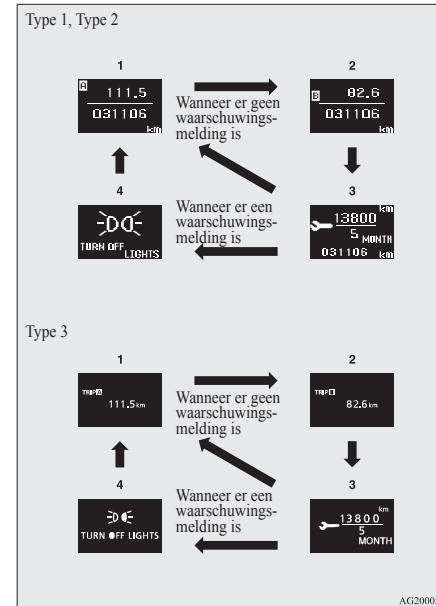 Type 1, Type 2
1
2
A 111.5
031106
km
Wanneer er geen
waarschuwings-
melding is
B 82.6
031106
km
4
3
TURN OFF
LIGHTS
Wanneer er een
waarschuwings-
melding is
km
13800
5 MONTH
031106 km
Type 3
1
2
TRIP A
111.5 km
Wanneer er geen
waarschuwings-
melding is
TRIP B
82.6 km
4
3
TURN OFF LIGHTS
Wanneer er een
waarschuwings-
melding is
km
13800
5
MONTH